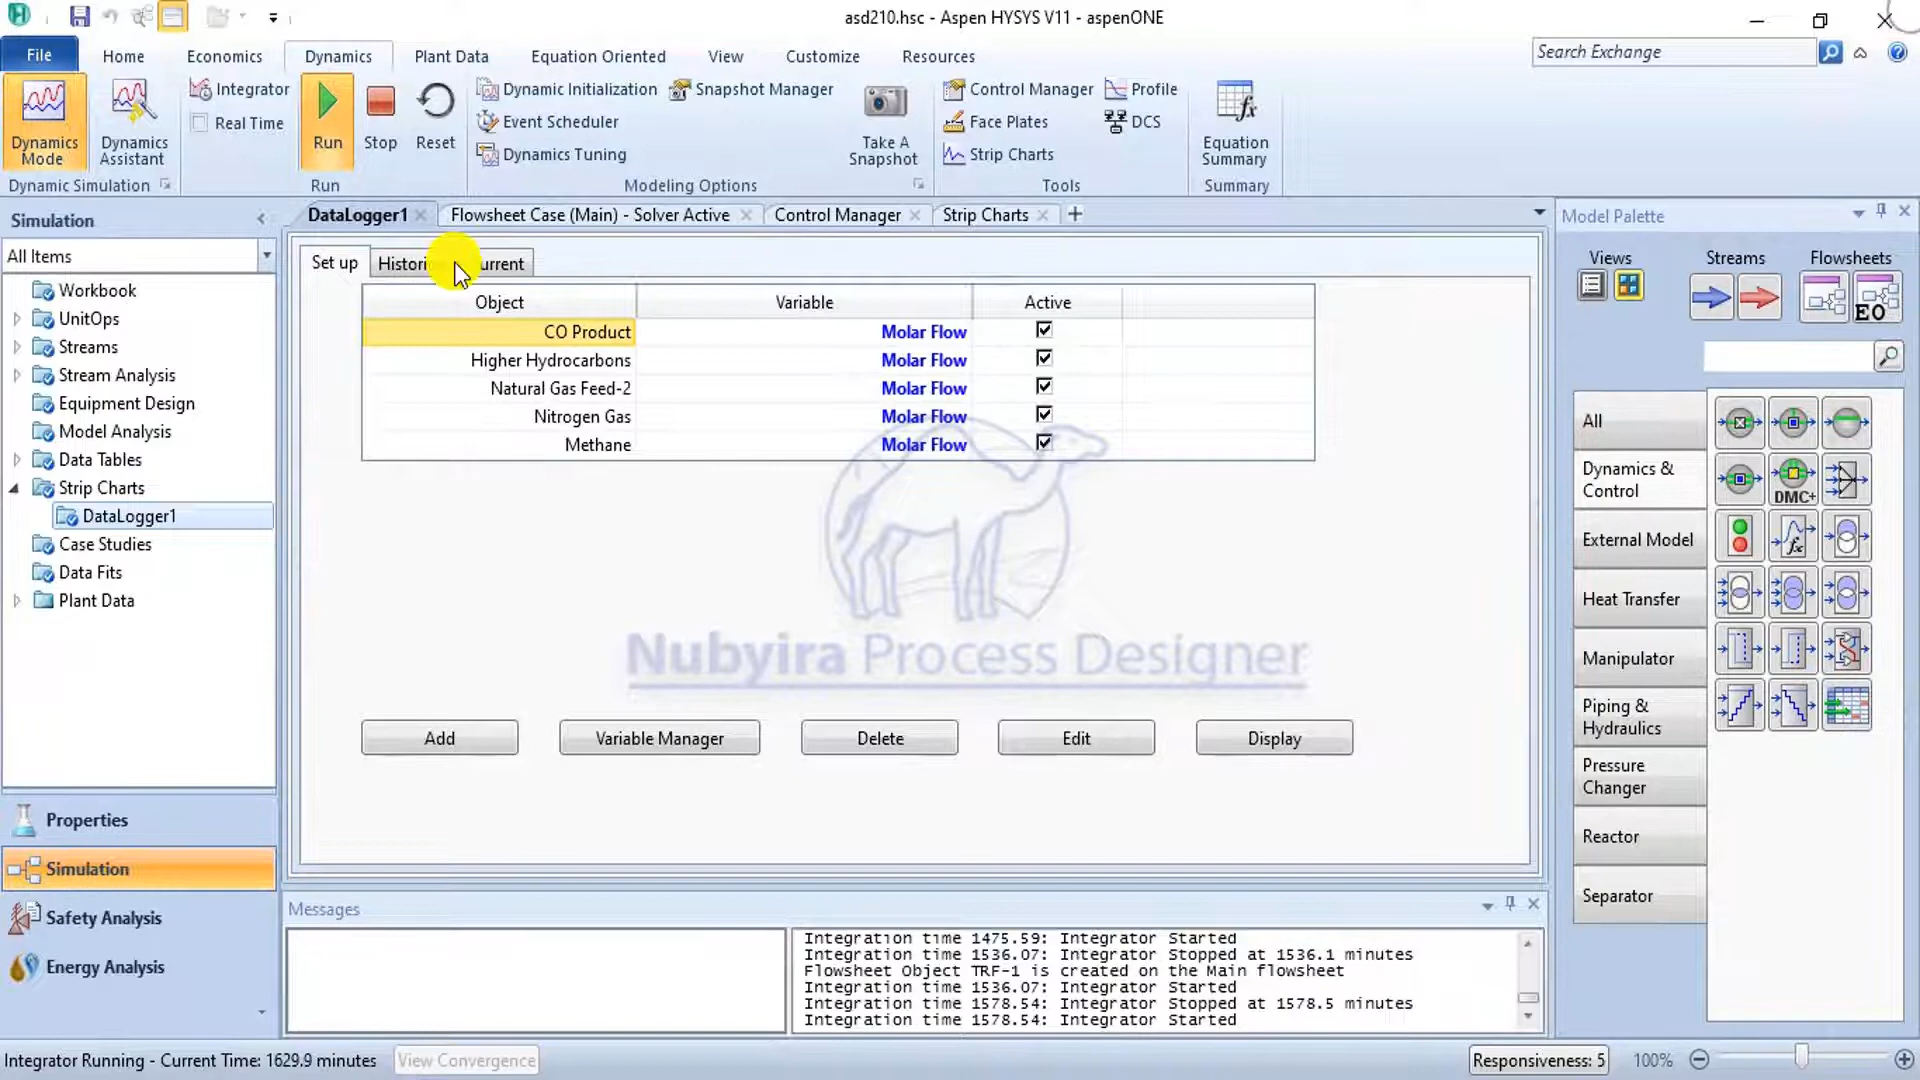 asd210.hsc - Aspen HYSYS V11 - aspenONE
File
Home
Economics
Dynamics
Plant Data
Equation Oriented
View
Customize
Resources
Search Exchange
Dynamics Mode
Dynamics Assistant
Integrator
Real Time
Run
Stop
Reset
Dynamic Initialization
Event Scheduler
Dynamics Tuning
Snapshot Manager
Take A Snapshot
Control Manager
Face Plates
Strip Charts
Profile
DCS
Equation Summary
Dynamic Simulation
Run
Modeling Options
Tools
Summary
Simulation
DataLogger1
Flowsheet Case (Main) - Solver Active
Control Manager
Strip Charts
Model Palette
All Items
Workbook
UnitOps
Streams
Stream Analysis
Equipment Design
Model Analysis
Data Tables
Strip Charts
DataLogger1
Case Studies
Data Fits
Plant Data
Properties
Simulation
Safety Analysis
Energy Analysis
Set up
Object Variable Active
CO Product Molar Flow
Higher Hydrocarbons Molar Flow
Natural Gas Feed-2 Molar Flow
Nitrogen Gas Molar Flow
Methane Molar Flow
Nubyira Process Designer
Add
Variable Manager
Delete
Edit
Display
Views
Streams
Flowsheets
EO
All
Dynamics & Control
External Model
Heat Transfer
Manipulator
Piping & Hydraulics
Pressure Changer
Reactor
Separator
DMC+
fx
Messages
Integration time 1475.59: Integrator Started
Integration time 1536.07: Integrator Stopped at 1536.1 minutes
Flowsheet Object TRF-1 is created on the Main flowsheet
Integration time 1536.07: Integrator Started
Integration time 1578.54: Integrator Stopped at 1578.5 minutes
Integration time 1578.54: Integrator Started
Integrator Running - Current Time: 1629.9 minutes
View Convergence
Responsiveness: 5
100%